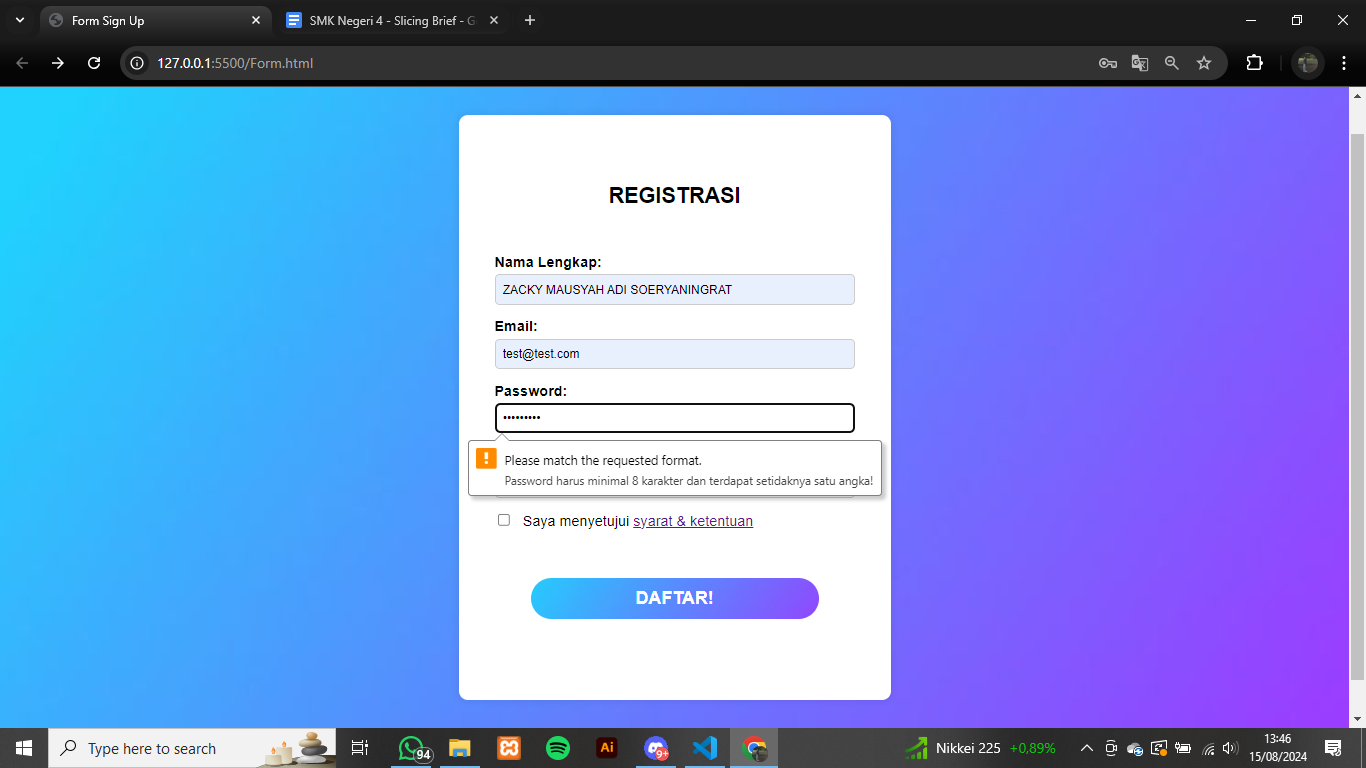 Form Sign Up
SMK Negeri 4 - Slicing Brief - G
127.0.0.1:5500/Form.html
REGISTRASI
Nama Lengkap:
ZACKY MAUSYAH ADI SOERYANINGRAT
Email:
test@test.com
Password:
•••••••••
Please match the requested format.
Password harus minimal 8 karakter dan terdapat setidaknya satu angka!
Saya menyetujui syarat & ketentuan
DAFTAR!
Type here to search
94
Ai
9+
Nikkei 225 +0,89%
13:46
15/08/2024